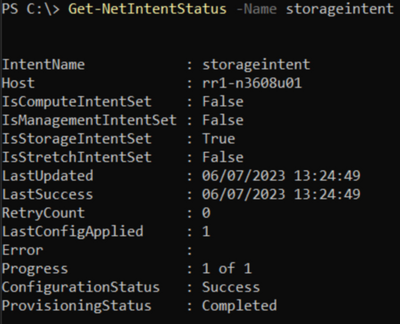 PS C:\> Get-NetIntentStatus -Name storageintent
IntentName : storageintent
Host : rr1-n3608u01
IsComputeIntentSet : False
IsManagementIntentSet : False
IsStorageIntentSet : True
IsStretchIntentSet : False
LastUpdated : 06/07/2023 13:24:49
LastSuccess : 06/07/2023 13:24:49
RetryCount : 0
LastConfigApplied : 1
Error :
Progress : 1 of 1
ConfigurationStatus : Success
ProvisioningStatus : Completed